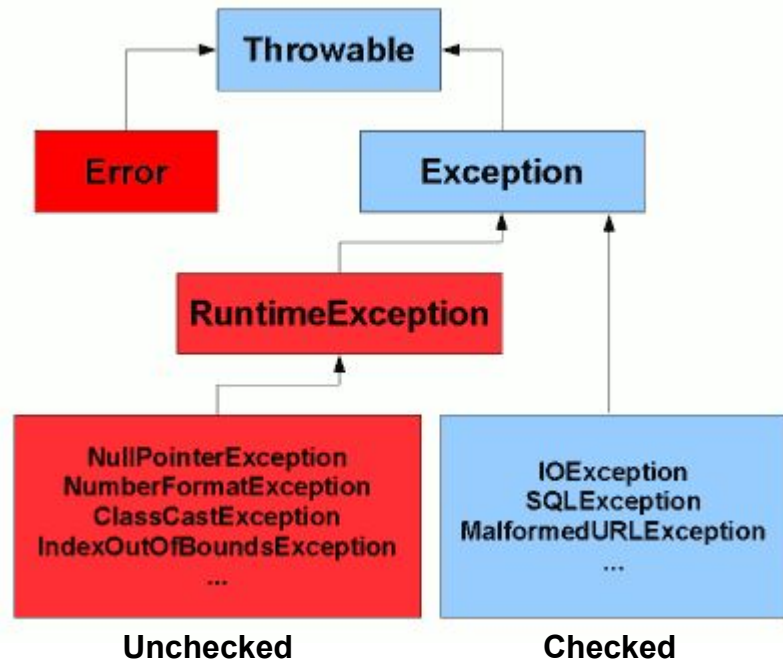 Throwable
Error
Exception
RuntimeException
NullPointerException
NumberFormatException
ClassCastException
IndexOutOfBoundsException
...
IOException
SQLException
MalformedURLException
...
Unchecked
Checked